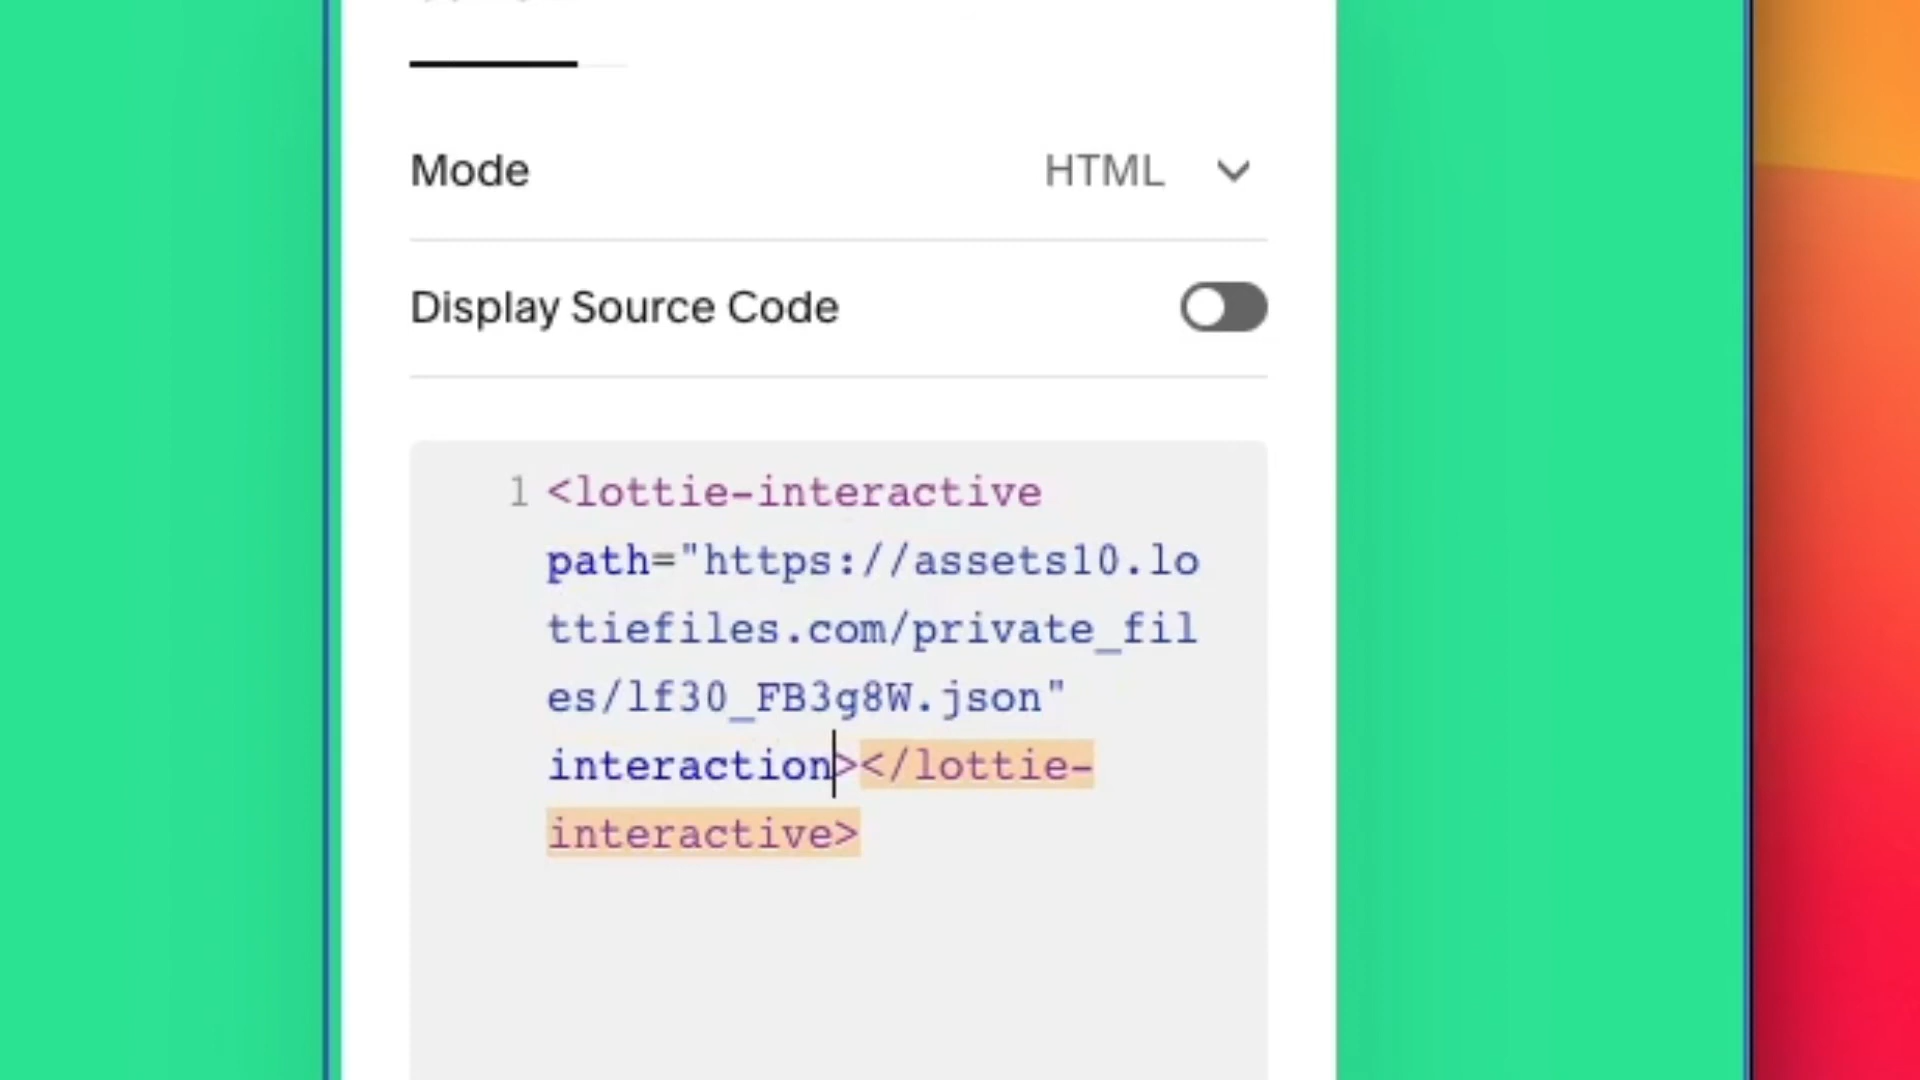 Mode HTML
Display Source Code
1 <lottie-interactive
path="https://assets10.lo
ttiefiles.com/private_fil
es/lf30_FB3g8W.json"
interaction></lottie-
interactive>